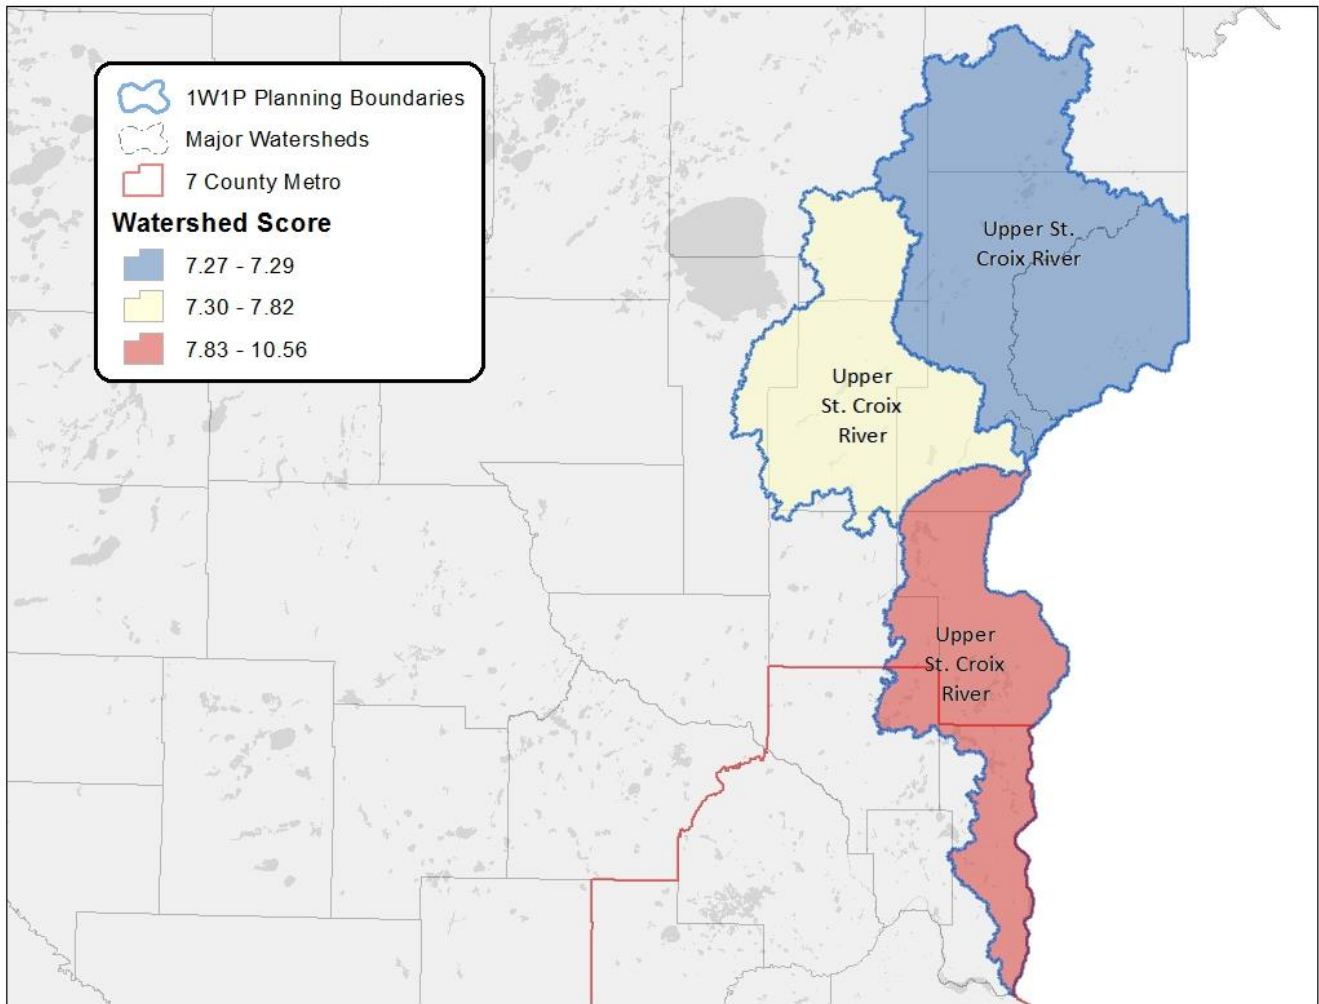 1W1P Planning Boundaries
Major Watersheds
7 County Metro
Watershed Score
7.27 - 7.29
7.30 - 7.82
7.83 - 10.56
Upper St.
Croix River
Upper
St. Croix
River
Upper
St. Croix
River